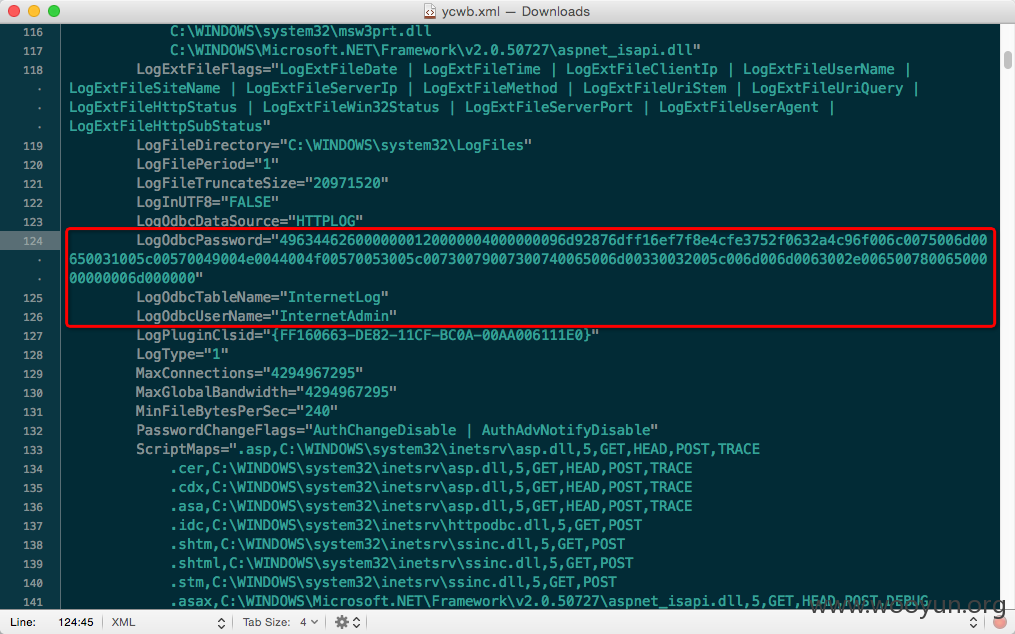 ycwb.xml — Downloads
116 C:\WINDOWS\system32\msw3prt.dll
117 C:\WINDOWS\Microsoft.NET\Framework\v2.0.50727\aspnet_isapi.dll"
118 LogExtFileFlags="LogExtFileDate | LogExtFileTime | LogExtFileClientIp | LogExtFileUserName |
· LogExtFileSiteName | LogExtFileServerIp | LogExtFileMethod | LogExtFileUriStem | LogExtFileUriQuery |
· LogExtFileHttpStatus | LogExtFileWin32Status | LogExtFileServerPort | LogExtFileUserAgent |
· LogExtFileHttpSubStatus"
119 LogFileDirectory="C:\WINDOWS\system32\LogFiles"
120 LogFilePeriod="1"
121 LogFileTruncateSize="20971520"
122 LogInUTF8="FALSE"
123 LogOdbcDataSource="HTTPLOG"
124 LogOdbcPassword="49634462600000001200000004000000096d92876dff16ef7f8e4cfe3752f0632a4c96f006c0075006d00
· 650031005c00570049004e0044004f00570053005c00730079007300740065006d00330032005c006d006d0063002e006500780065000
· 00000006d000000"
125 LogOdbcTableName="InternetLog"
126 LogOdbcUserName="InternetAdmin"
127 LogPluginClsid="{FF160663-DE82-11CF-BC0A-00AA006111E0}"
128 LogType="1"
129 MaxConnections="4294967295"
130 MaxGlobalBandwidth="4294967295"
131 MinFileBytesPerSec="240"
132 PasswordChangeFlags="AuthChangeDisable | AuthAdvNotifyDisable"
133 ScriptMaps=".asp,C:\WINDOWS\system32\inetsrv\asp.dll,5,GET,HEAD,POST,TRACE
134 .cer,C:\WINDOWS\system32\inetsrv\asp.dll,5,GET,HEAD,POST,TRACE
135 .cdx,C:\WINDOWS\system32\inetsrv\asp.dll,5,GET,HEAD,POST,TRACE
136 .asa,C:\WINDOWS\system32\inetsrv\asp.dll,5,GET,HEAD,POST,TRACE
137 .idc,C:\WINDOWS\system32\inetsrv\httpodbc.dll,5,GET,POST
138 .shtm,C:\WINDOWS\system32\inetsrv\ssinc.dll,5,GET,POST
139 .shtml,C:\WINDOWS\system32\inetsrv\ssinc.dll,5,GET,POST
140 .stm,C:\WINDOWS\system32\inetsrv\ssinc.dll,5,GET,POST
141 .asax,C:\WINDOWS\Microsoft.NET\Framework\v2.0.50727\aspnet_isapi.dll,5,GET,HEAD,POST,DEBUG
www.wooyun.org
Line: 124:45 XML Tab Size: 4